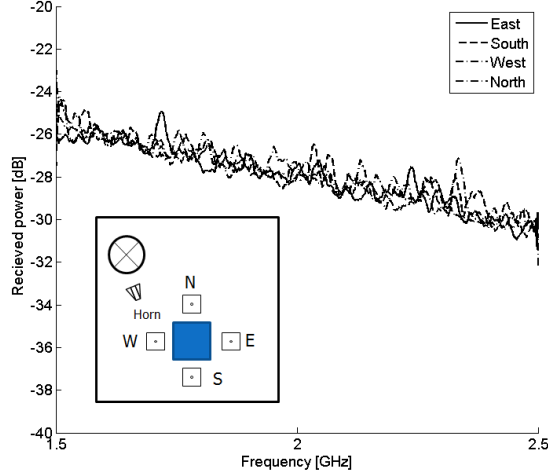 -20
-22
-24
-26
-28
-30
-32
-34
-36
-38
-40
1.5
2
2.5
Recieved power [dB]
Frequency [GHz]
East
South
West
North
N
Horn
W
E
S